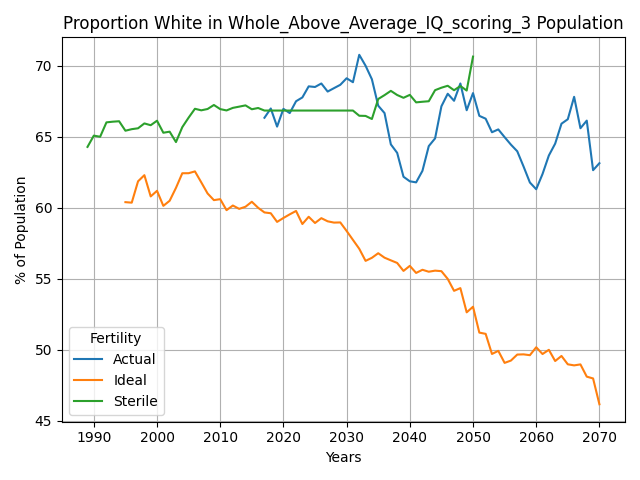 Proportion White in Whole_Above_Average_IQ_scoring_3 Population
% of Population
70
65
60
55
50
45
Fertility
Actual
Ideal
Sterile
1990 2000 2010 2020 2030 2040 2050 2060 2070
Years